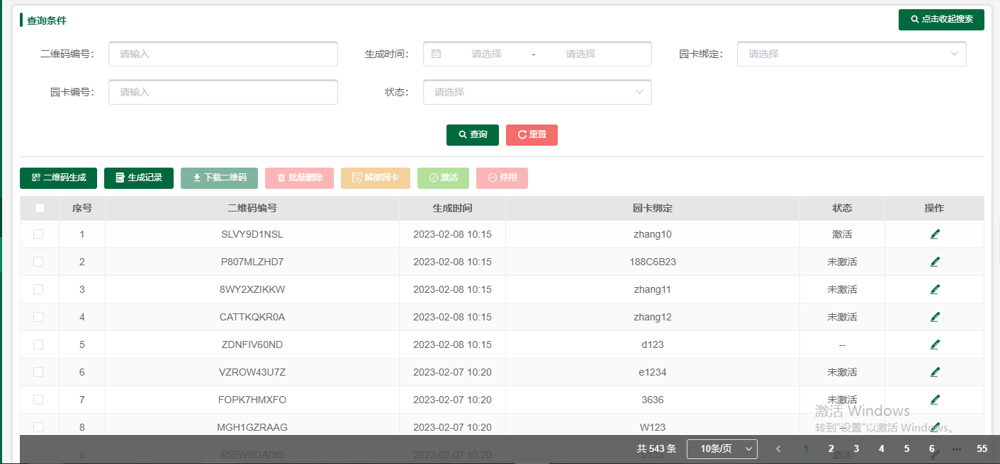 查询条件
点击收起搜索
二维码编号： 请输入 生成时间： 请选择 - 请选择 园卡绑定： 请选择
园卡编号： 请输入 状态： 请选择
查询 重置
二维码生成 生成记录 下载二维码 批量删除 解绑园卡 激活 停用
序号 二维码编号 生成时间 园卡绑定 状态 操作
1 SLVY9D1NSL 2023-02-08 10:15 zhang10 激活
2 P807MLZHD7 2023-02-08 10:15 188C6B23 未激活
3 8WY2XZIKKW 2023-02-08 10:15 zhang11 未激活
4 CATTKQKR0A 2023-02-08 10:15 zhang12 未激活
5 ZDNFIV60ND 2023-02-08 10:15 d123 --
6 VZROW43U7Z 2023-02-07 10:20 e1234 未激活
7 FOPK7HMXFO 2023-02-07 10:20 3636 未激活
激活 Windows
8 MGH1GZRAAG 2023-02-07 10:20 W123 --
转到“设置”以激活 Windows。
9 65EWSDADI5 2023-02-07 10:20 激活
共 543 条 10条/页 < 1 2 3 4 5 6 ··· 55